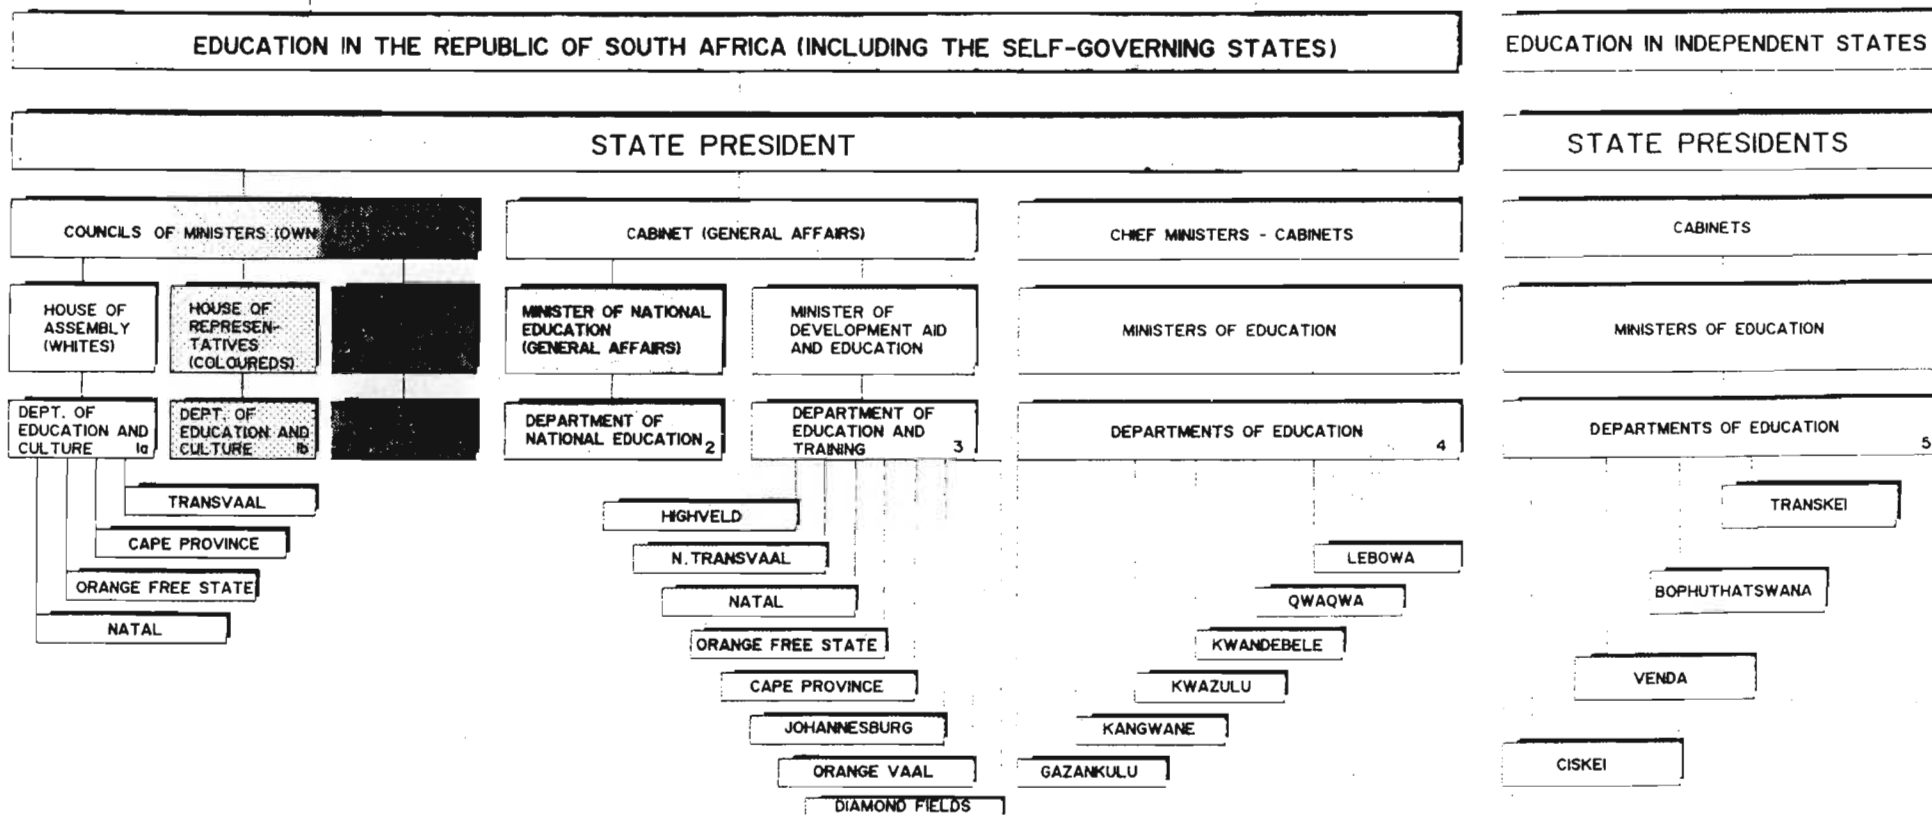 EDUCATION IN THE REPUBLIC OF SOUTH AFRICA (INCLUDING THE SELF-GOVERNING STATES)
EDUCATION IN INDEPENDENT STATES
STATE PRESIDENT
STATE PRESIDENTS
COUNCILS OF MINISTERS (OWN
CABINET (GENERAL AFFAIRS)
CHIEF MINISTERS - CABINETS
CABINETS
HOUSE OF
ASSEMBLY
(WHITES)
HOUSE OF
REPRESEN-
TATIVES
(COLOUREDS)
MINISTER OF NATIONAL
EDUCATION
(GENERAL AFFAIRS)
MINISTER OF
DEVELOPMENT AID
AND EDUCATION
MINISTERS OF EDUCATION
MINISTERS OF EDUCATION
DEPT. OF
EDUCATION AND
CULTURE 1a
DEPT. OF
EDUCATION AND
CULTURE 1b
DEPARTMENT OF
NATIONAL EDUCATION 2
DEPARTMENT OF
EDUCATION AND
TRAINING 3
DEPARTMENTS OF EDUCATION 4
DEPARTMENTS OF EDUCATION 5
TRANSVAAL
CAPE PROVINCE
ORANGE FREE STATE
NATAL
HIGHVELD
N. TRANSVAAL
NATAL
ORANGE FREE STATE
CAPE PROVINCE
JOHANNESBURG
ORANGE VAAL
DIAMOND FIELDS
LEBOWA
QWAQWA
KWANDEBELE
KWAZULU
KANGWANE
GAZANKULU
TRANSKEI
BOPHUTHATSWANA
VENDA
CISKEI